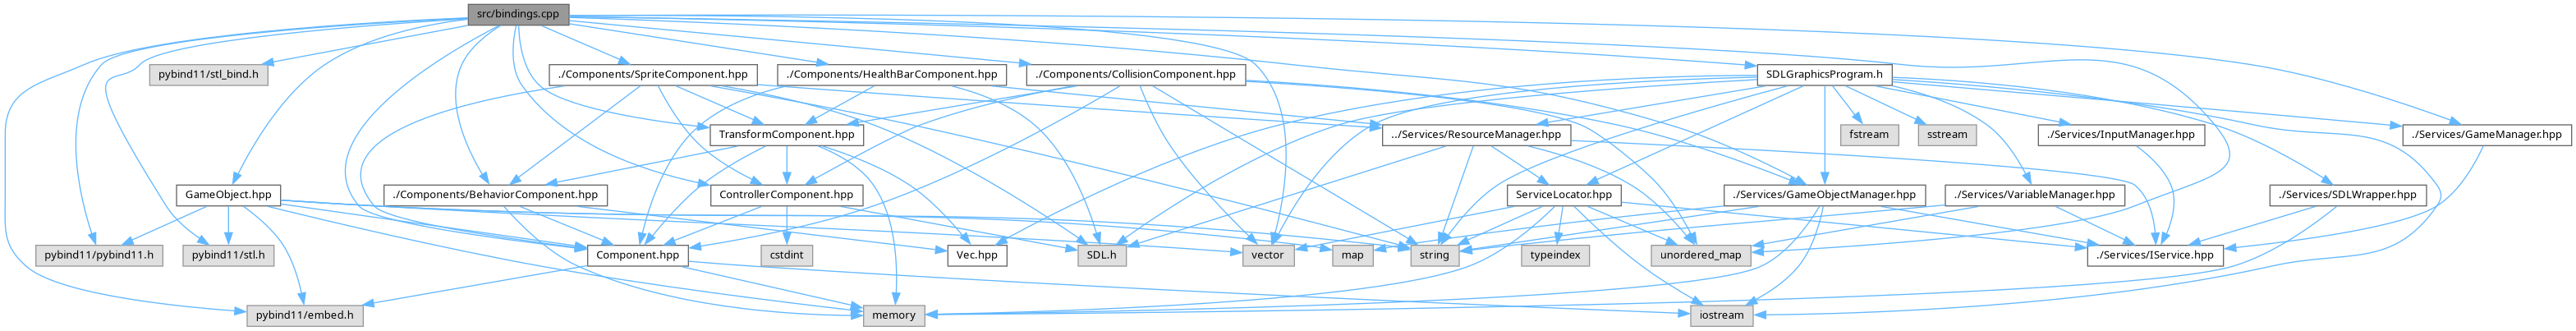 src/bindings.cpp
pybind11/stl_bind.h
./Components/SpriteComponent.hpp
./Components/HealthBarComponent.hpp
./Components/CollisionComponent.hpp
SDLGraphicsProgram.h
TransformComponent.hpp
../Services/ResourceManager.hpp
fstream
sstream
./Services/InputManager.hpp
./Services/GameManager.hpp
GameObject.hpp
./Components/BehaviorComponent.hpp
ControllerComponent.hpp
ServiceLocator.hpp
./Services/GameObjectManager.hpp
./Services/VariableManager.hpp
./Services/SDLWrapper.hpp
pybind11/pybind11.h
pybind11/stl.h
Component.hpp
cstdint
Vec.hpp
SDL.h
vector
map
string
typeindex
unordered_map
./Services/IService.hpp
pybind11/embed.h
memory
iostream